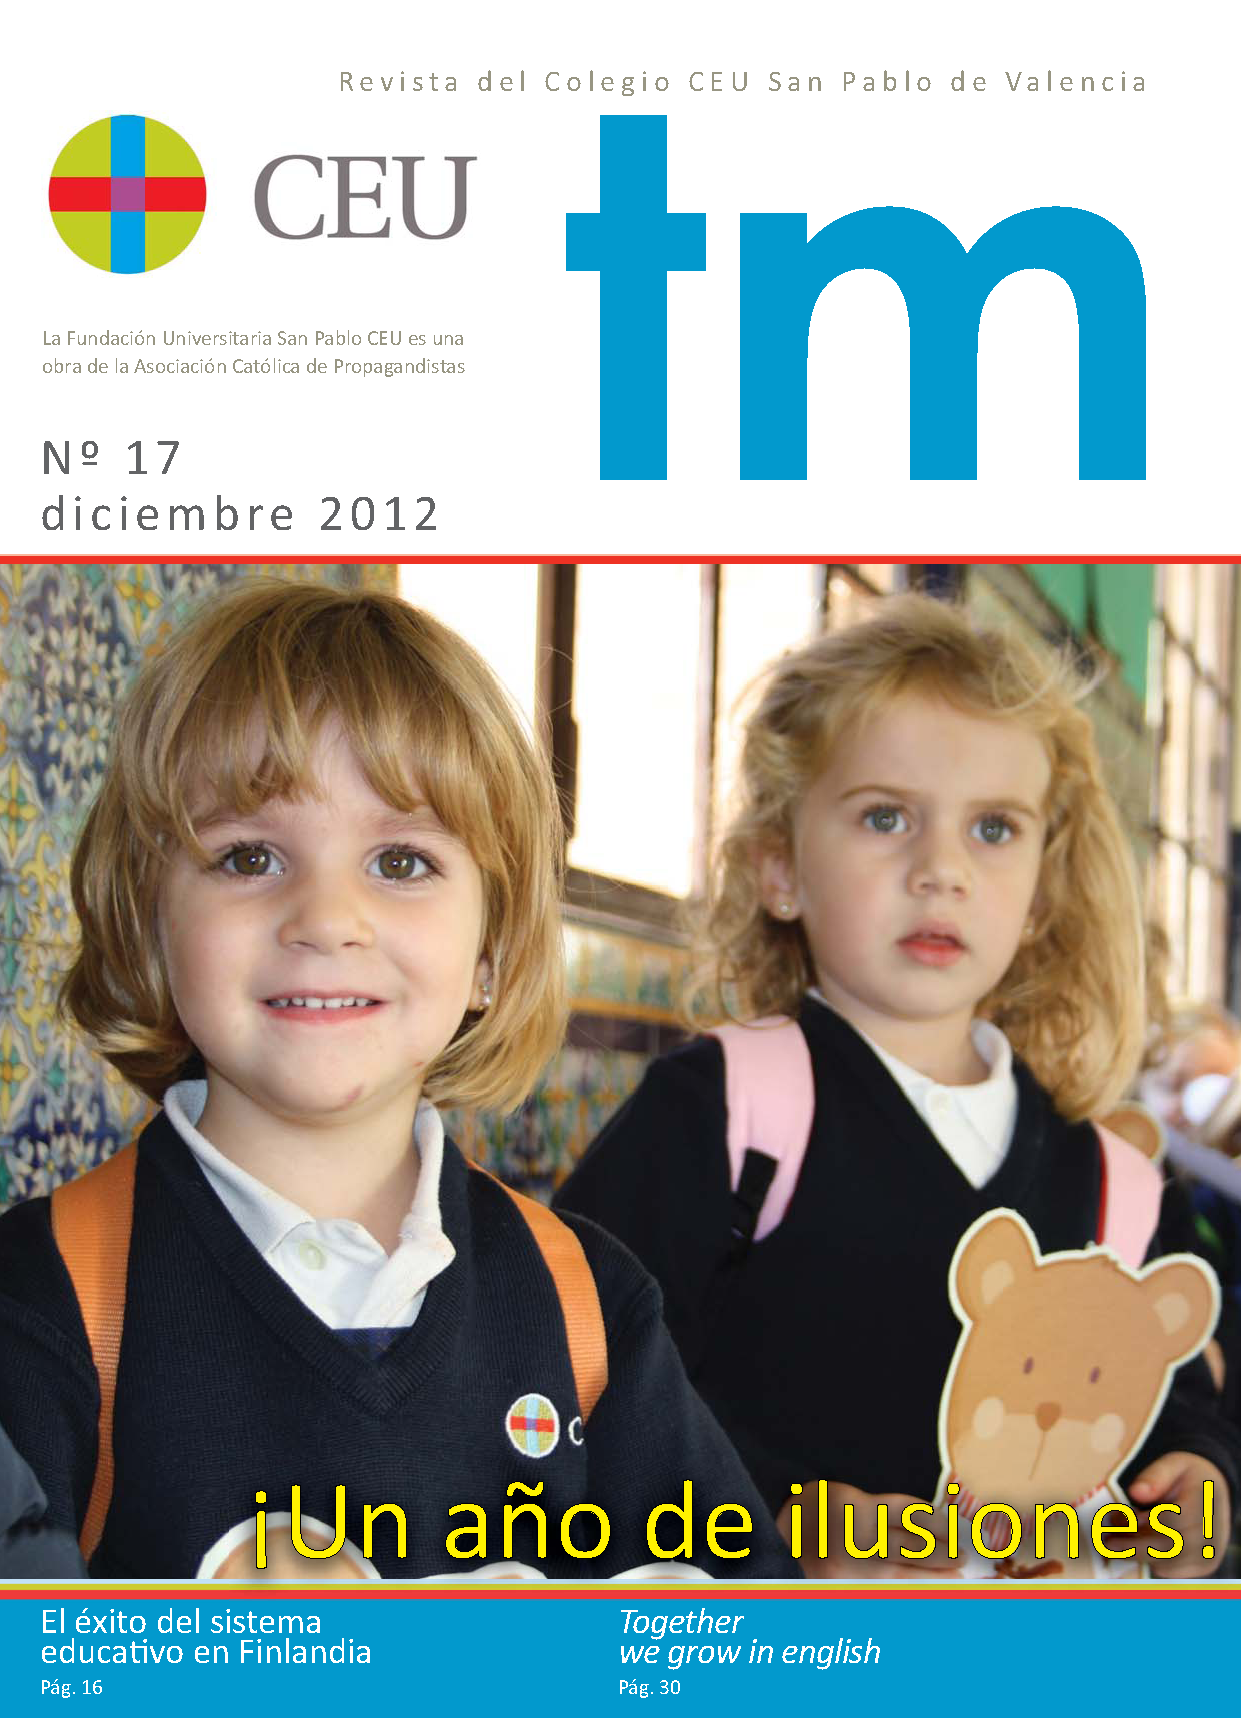 Revista del Colegio CEU San Pablo de Valencia
CEU
tm
La Fundación Universitaria San Pablo CEU es una
obra de la Asociación Católica de Propagandistas
Nº 17
diciembre 2012
C
¡Un año de ilusiones!
El éxito del sistema
educativo en Finlandia
Pág. 16
Together
we grow in english
Pág. 30